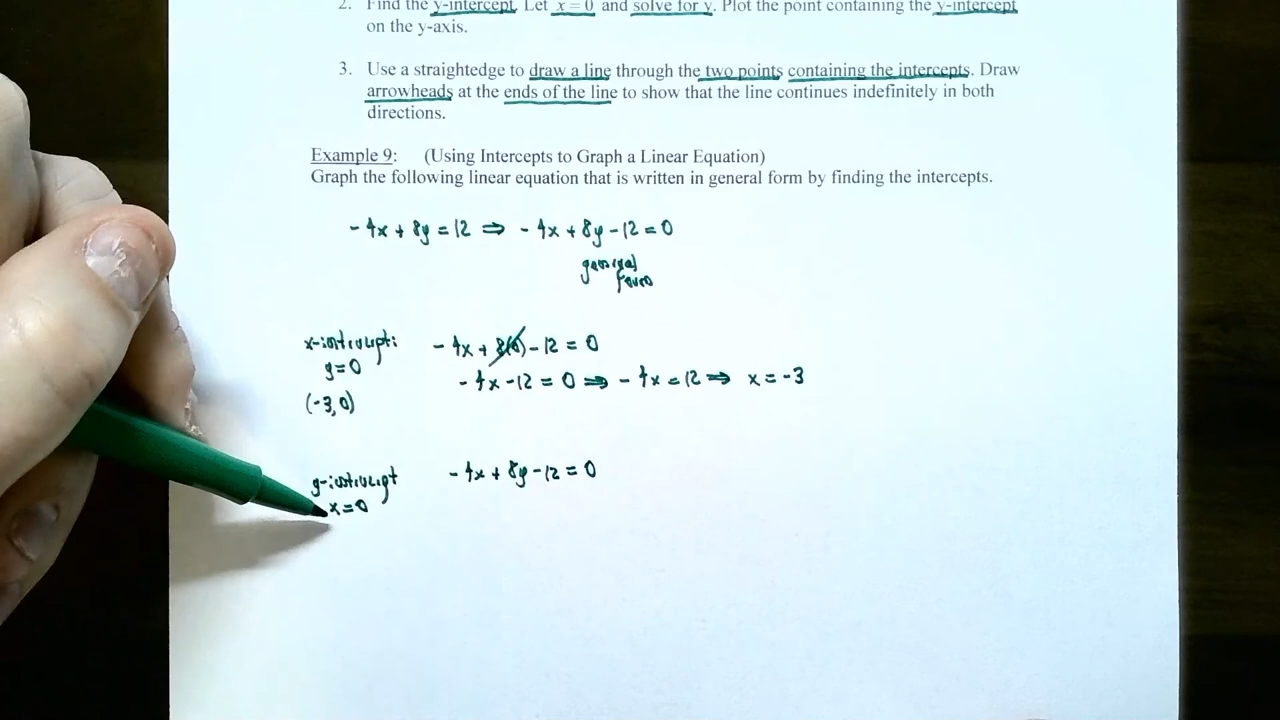 2. Find the y-intercept. Let x = 0 and solve for y. Plot the point containing the y-intercept
on the y-axis.
3. Use a straightedge to draw a line through the two points containing the intercepts. Draw
arrowheads at the ends of the line to show that the line continues indefinitely in both
directions.
Example 9: (Using Intercepts to Graph a Linear Equation)
Graph the following linear equation that is written in general form by finding the intercepts.
-4x + 8y = 12 ⇒ -4x + 8y - 12 = 0
general
form
x-intercept: -4x + 8(0) - 12 = 0
y=0
-4x - 12 = 0 ⇒ -4x = 12 ⇒ x = -3
(-3,0)
y-intercept -4x + 8y - 12 = 0
x=0